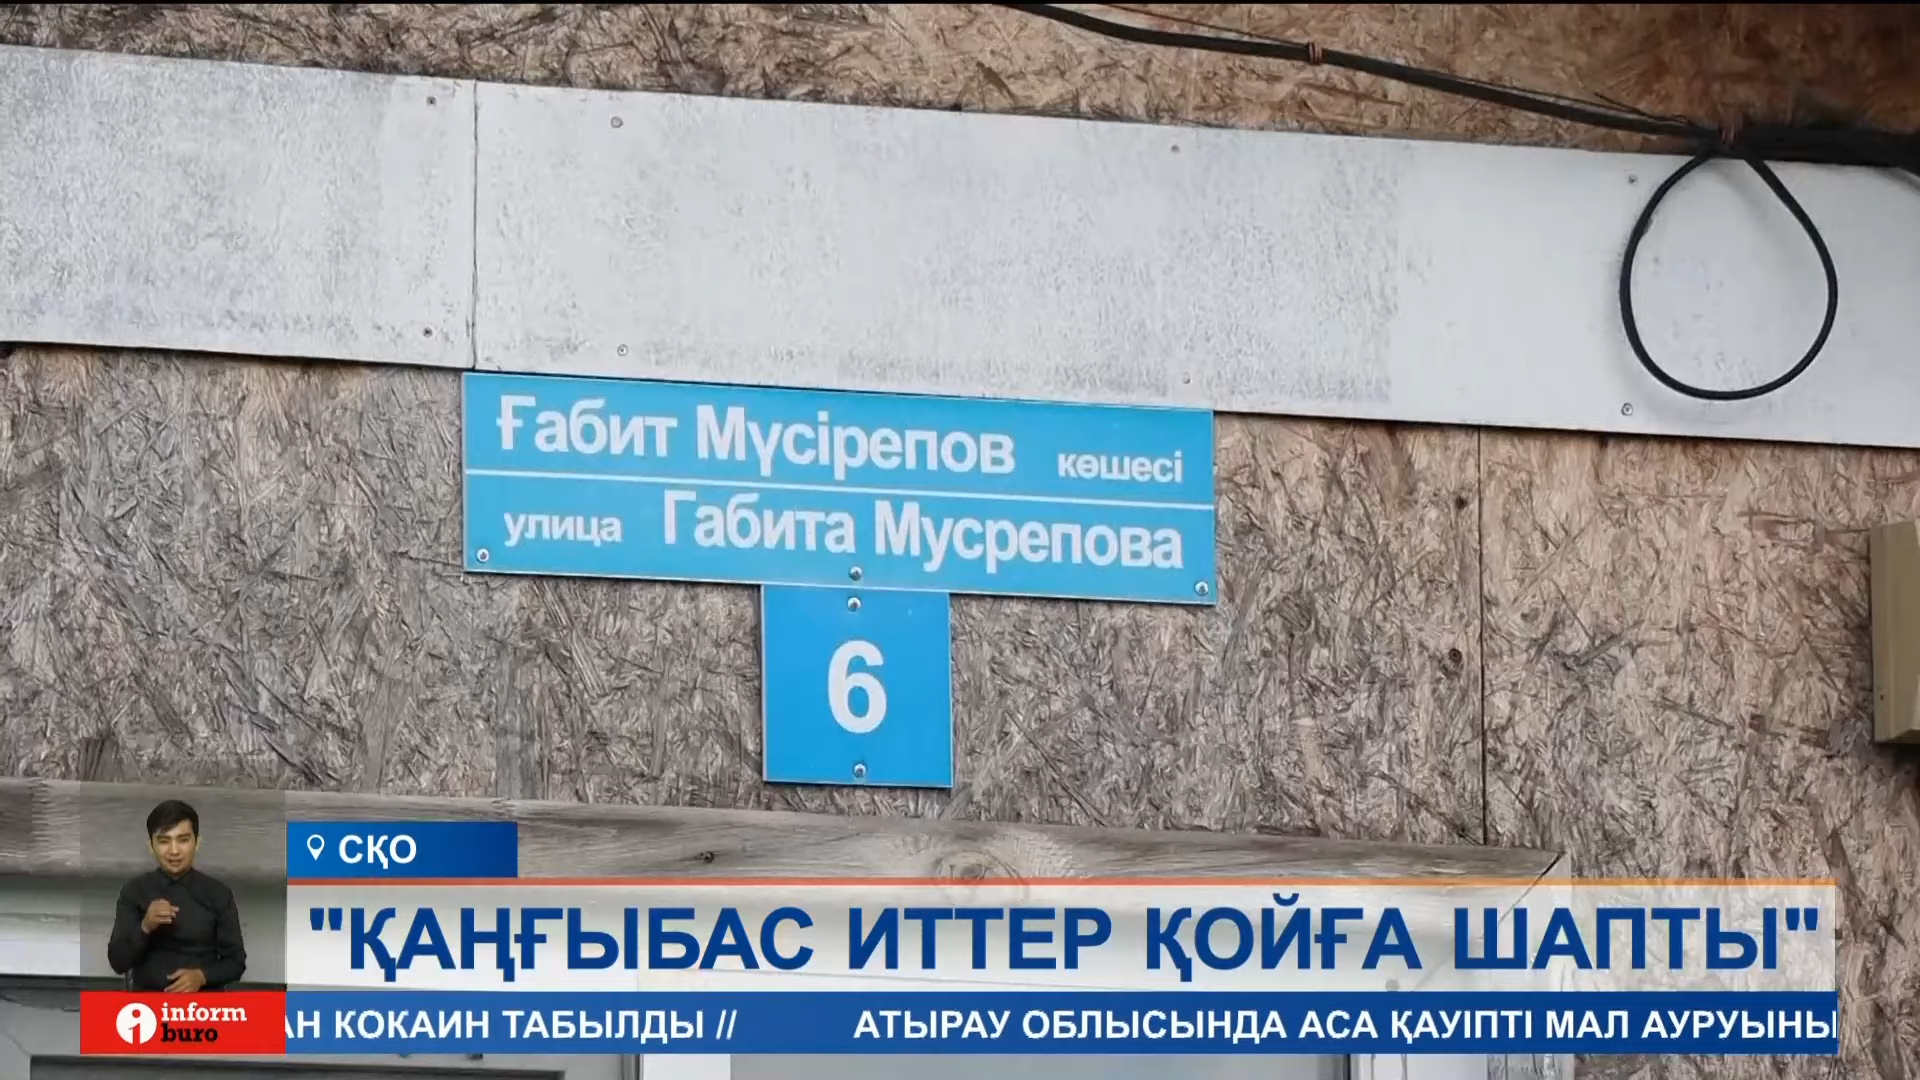 Ғабит Мүсірепов көшесі
улица Габита Мусрепова
6
СҚО
"ҚАҢҒЫБАС ИТТЕР ҚОЙҒА ШАПТЫ"
inform
buro
АН КОКАИН ТАБЫЛДЫ // АТЫРАУ ОБЛЫСЫНДА АСА ҚАУІПТІ МАЛ АУРУЫНЫ